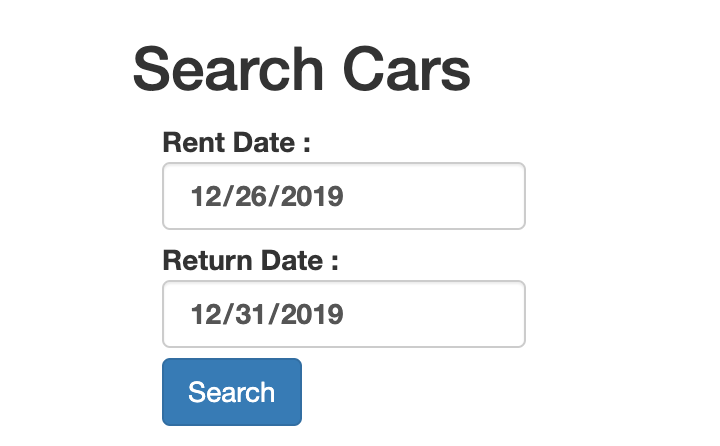 Search Cars
Rent Date :
12/26/2019
Return Date :
12/31/2019
Search